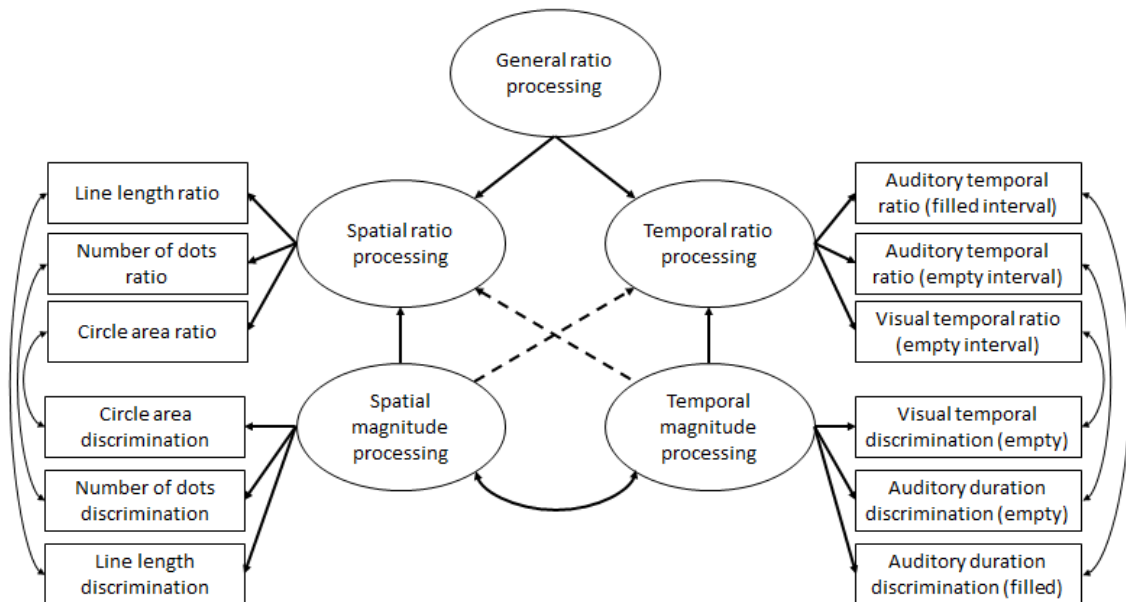 General ratio
processing
Line length ratio
Number of dots
ratio
Circle area ratio
Spatial ratio
processing
Temporal ratio
processing
Auditory temporal
ratio (filled interval)
Auditory temporal
ratio (empty interval)
Visual temporal ratio
(empty interval)
Circle area
discrimination
Number of dots
discrimination
Line length
discrimination
Spatial
magnitude
processing
Temporal
magnitude
processing
Visual temporal
discrimination (empty)
Auditory duration
discrimination (empty)
Auditory duration
discrimination (filled)